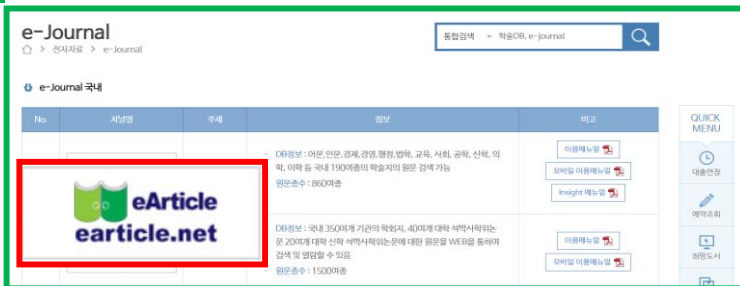 e-Journal
전자자료 > e-Journal
통합검색 - 학술DB, e-journal
e-Journal 국내
No. 저널명 주제 정보 비고
DB정보 : 어문,인문,경제,경영,행정,법학, 교육, 사회, 공학, 신학, 의
학, 이학 등 국내 190여종의 학술지의 원문 검색 가능
원문종수 : 860여종
이용매뉴얼
모바일 이용매뉴얼
Insight 매뉴얼
eArticle
earticle.net
DB정보 : 국내 350여개 기관의 학회지, 40여개 대학 석박사학위논
문 20여개 대학 신학 석박사학위논문에 대한 원문을 WEB을 통하여
검색 및 열람할 수 있음
원문종수 : 1500여종
이용매뉴얼
모바일 이용매뉴얼
QUICK
MENU
대출연장
예약조회
희망도서